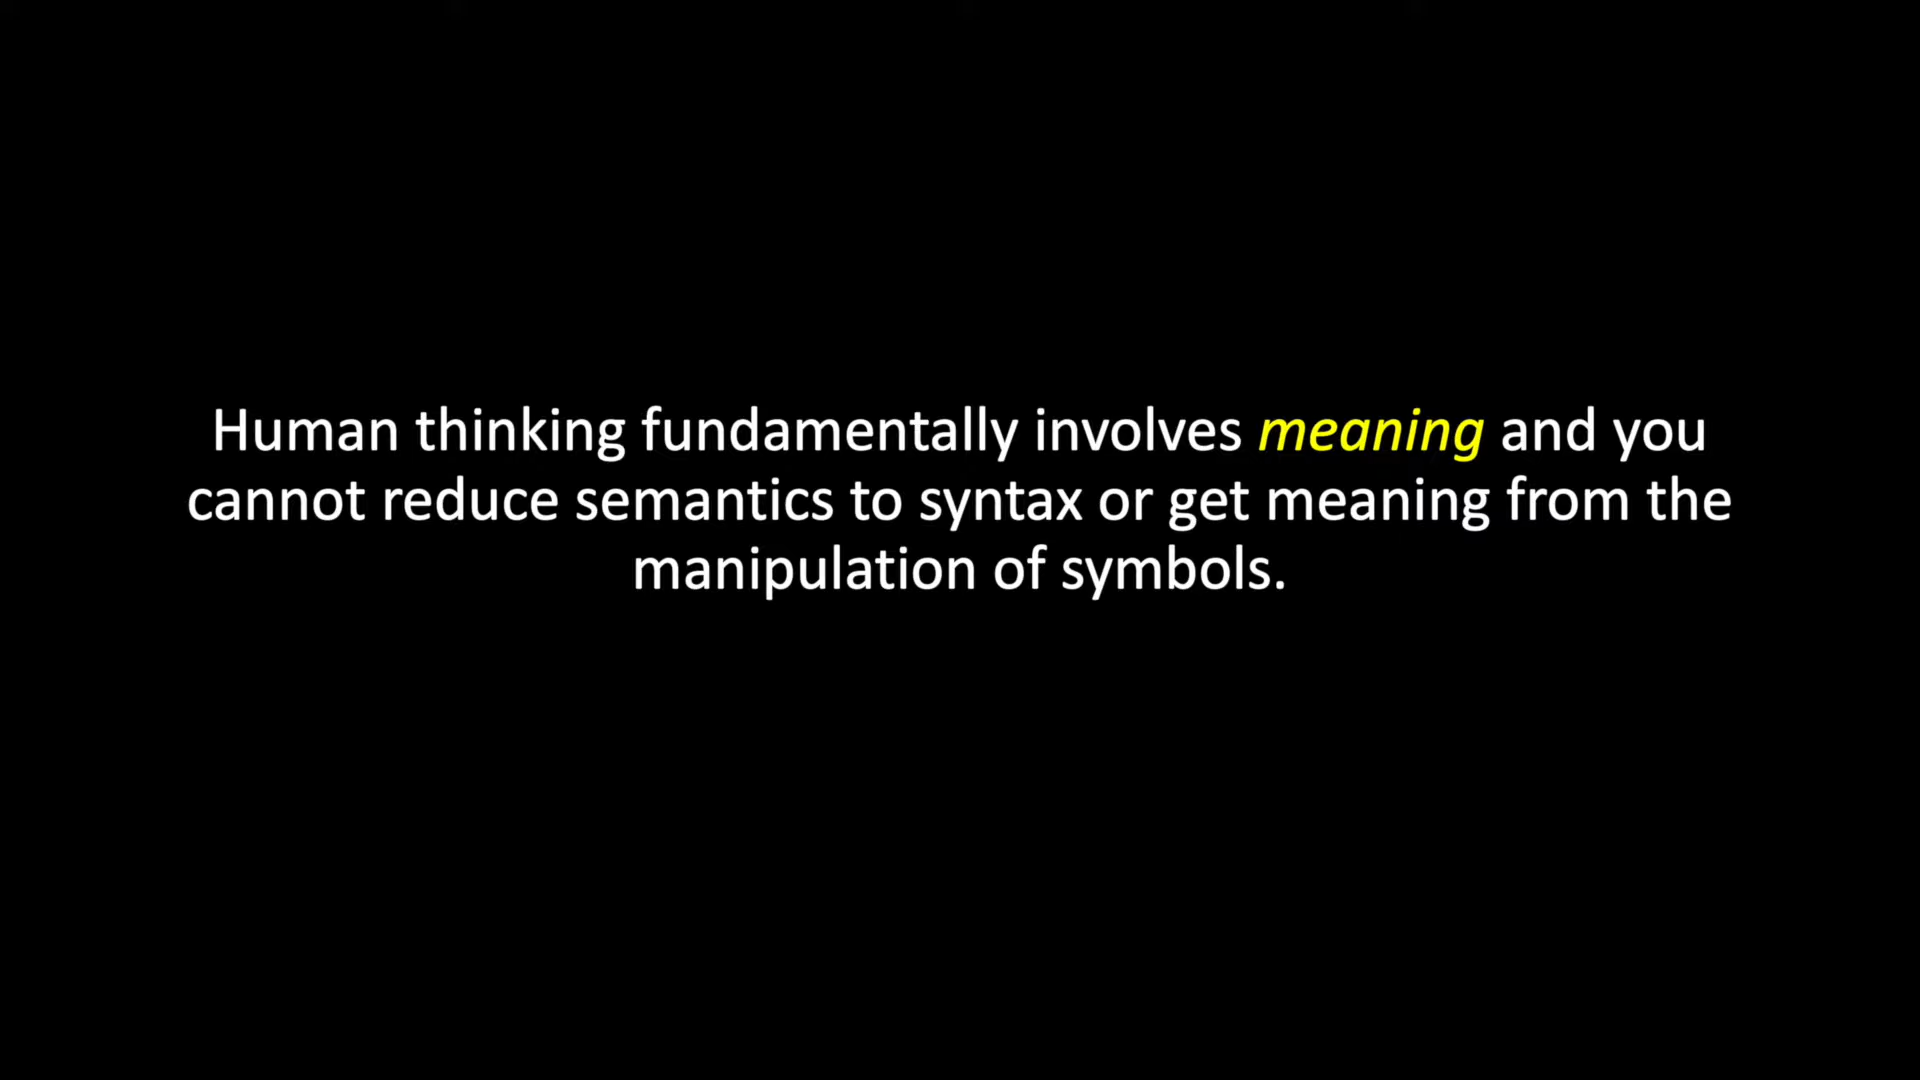 Human thinking fundamentally involves meaning and you
cannot reduce semantics to syntax or get meaning from the
manipulation of symbols.